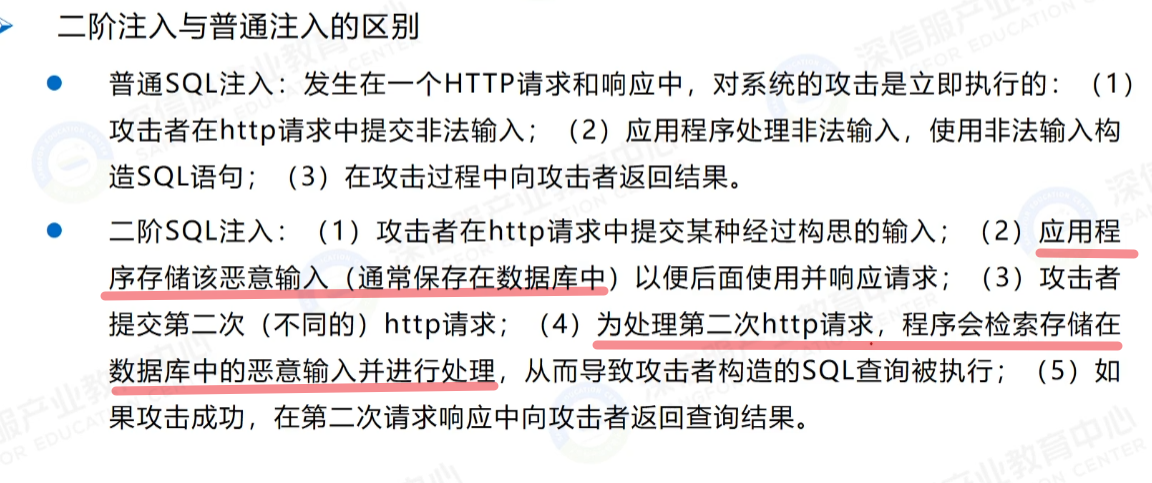 二阶注入与普通注入的区别
普通SQL注入：发生在一个HTTP请求和响应中，对系统的攻击是立即执行的：（1）
攻击者在http请求中提交非法输入；（2）应用程序处理非法输入，使用非法输入构
造SQL语句；（3）在攻击过程中向攻击者返回结果。
二阶SQL注入：（1）攻击者在http请求中提交某种经过构思的输入；（2）应用程
序存储该恶意输入（通常保存在数据库中）以便后面使用并响应请求；（3）攻击者
提交第二次（不同的）http请求；（4）为处理第二次http请求，程序会检索存储在
数据库中的恶意输入并进行处理，从而导致攻击者构造的SQL查询被执行；（5）如
果攻击成功，在第二次请求响应中向攻击者返回查询结果。